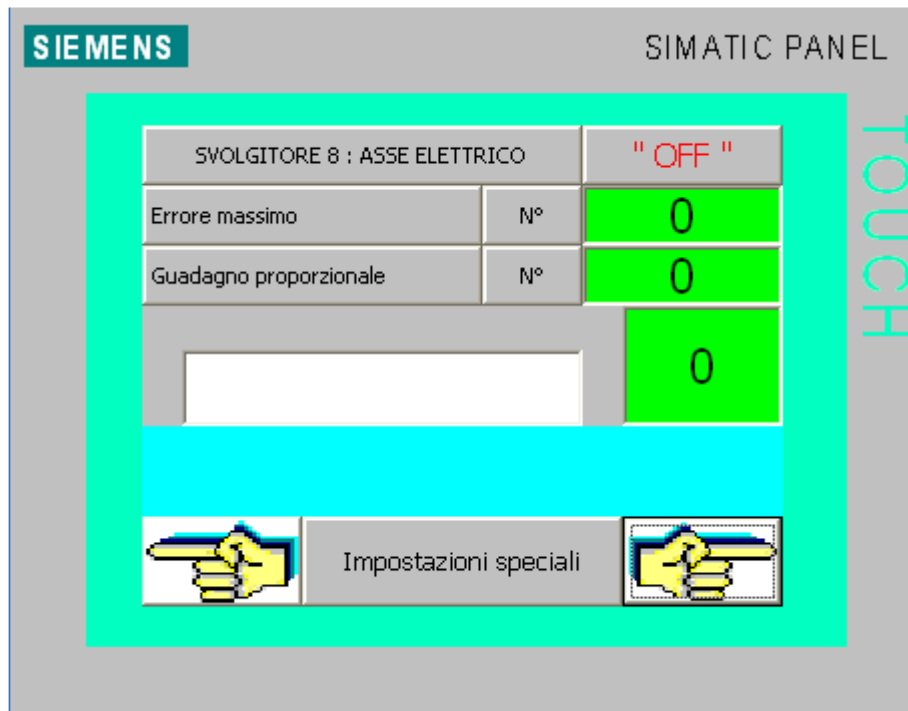 SIEMENS
SIMATIC PANEL
TOUCH
SVOLGITORE 8 : ASSE ELETTRICO " OFF "
Errore massimo N° 0
Guadagno proporzionale N° 0
0
Impostazioni speciali